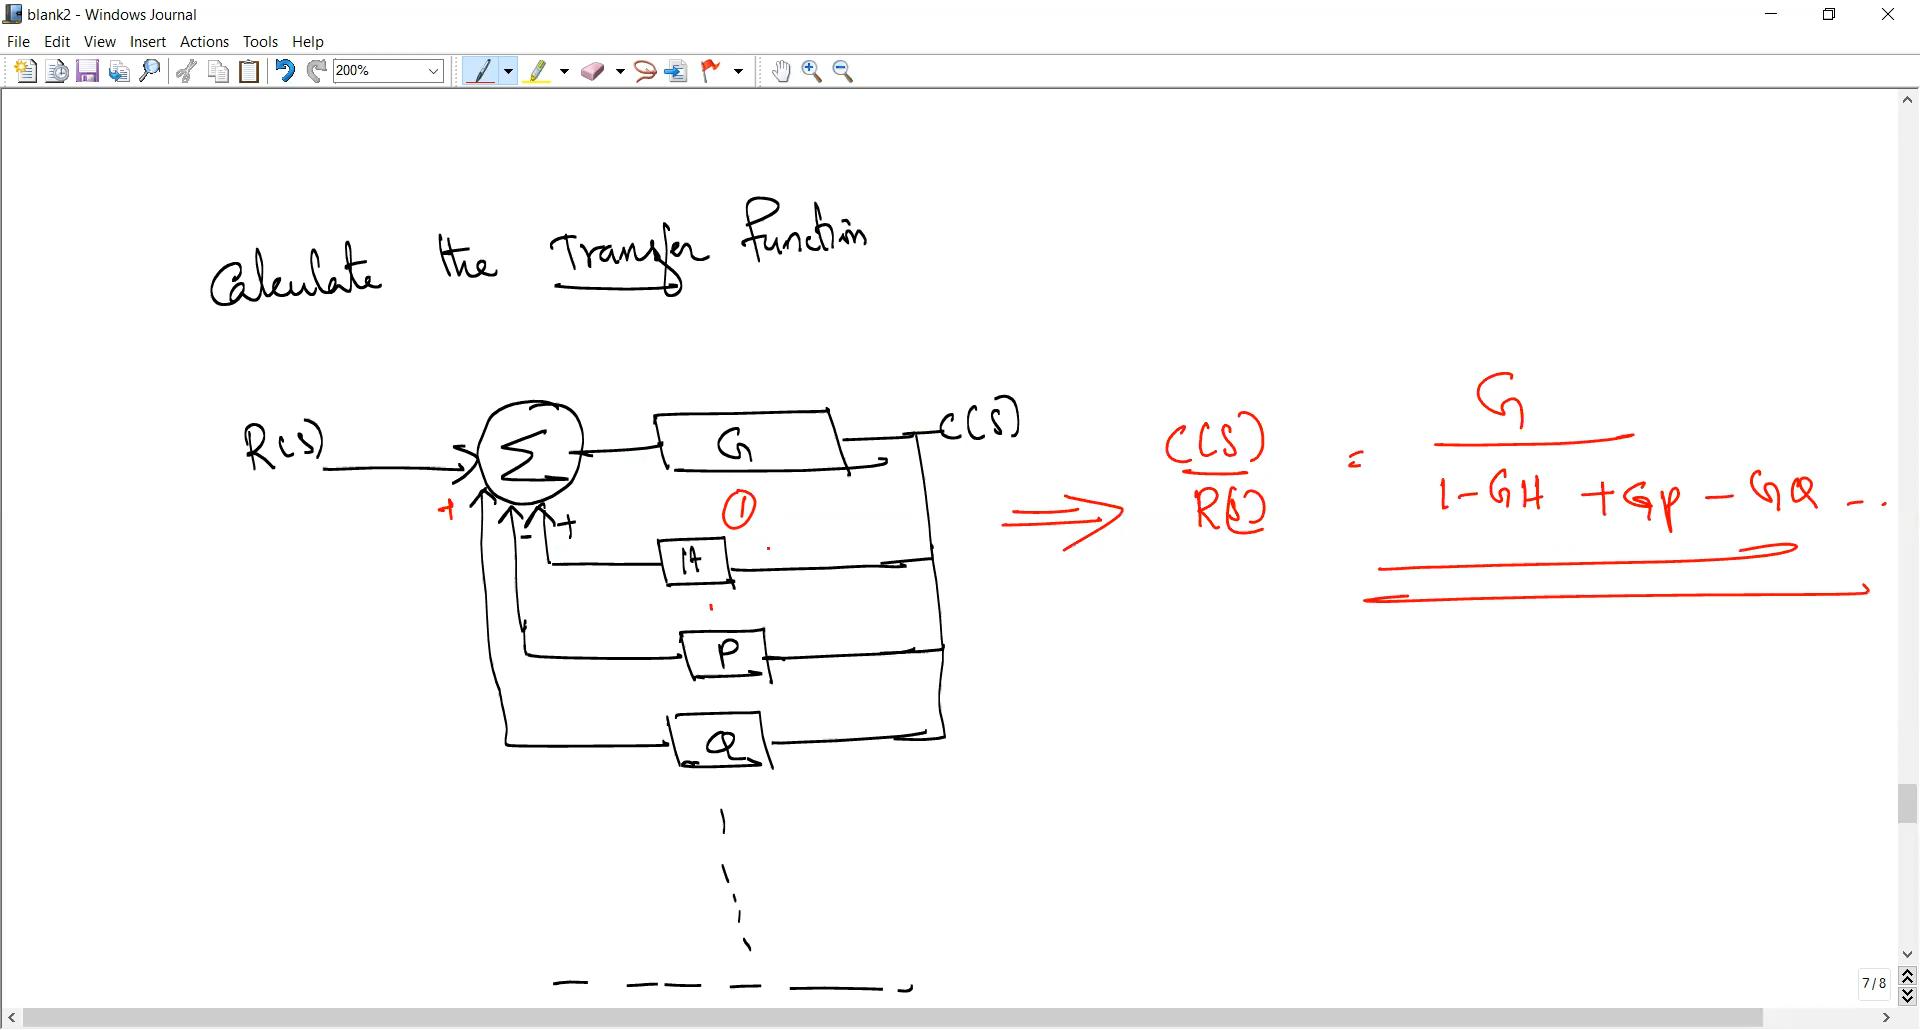 blank2 - Windows Journal
File Edit View Insert Actions Tools Help
200%
Calculate the Transfer function
R(s)
Σ
G
C(s)
+
-
+
1
H
P
Q
C(s)
R(s)
=
G
1-GH +GP - GQ - ..
7 / 8